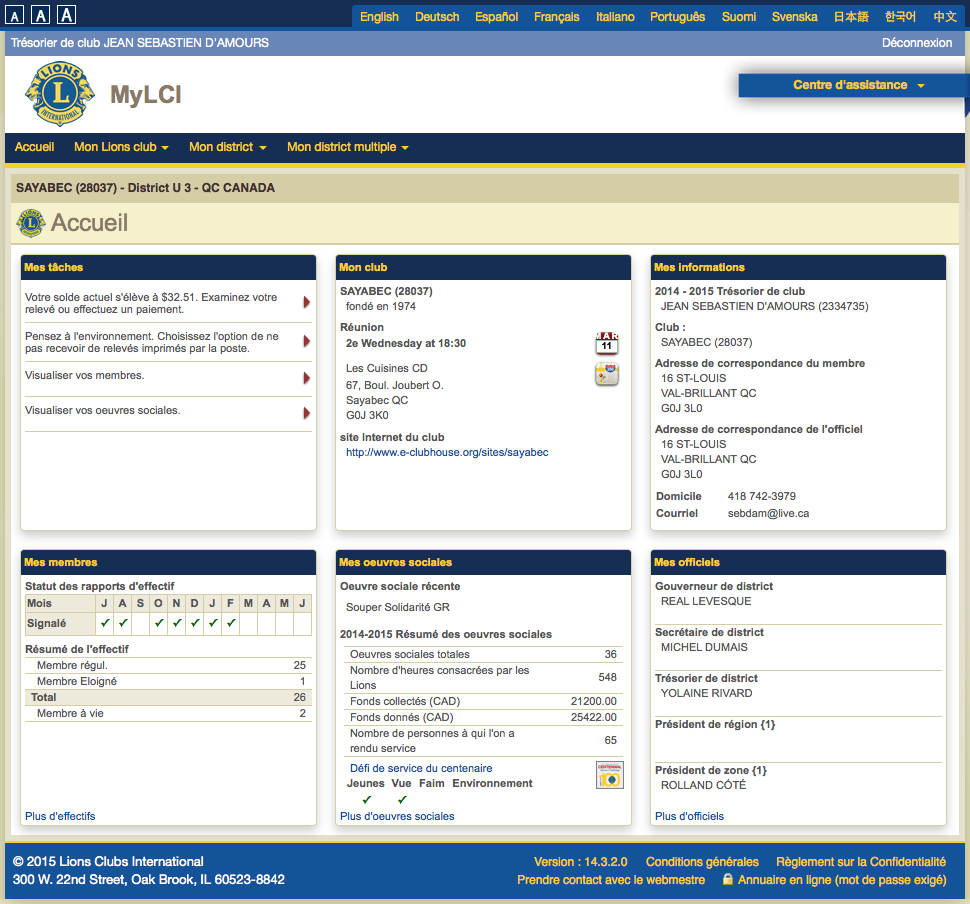 A A A
English Deutsch Español Français Italiano Português Suomi Svenska 日本語 한국어 中文
Trésorier de club JEAN SEBASTIEN D'AMOURS Déconnexion
LIONS L INTERNATIONAL
MyLCI
Centre d'assistance
Accueil Mon Lions club Mon district Mon district multiple
SAYABEC (28037) - District U 3 - QC CANADA
Accueil
Mes tâches
Votre solde actuel s'élève à $32.51. Examinez votre
relevé ou effectuez un paiement.
Pensez à l'environnement. Choisissez l'option de ne
pas recevoir de relevés imprimés par la poste.
Visualiser vos membres.
Visualiser vos oeuvres sociales.
Mon club
SAYABEC (28037)
fondé en 1974
Réunion
2e Wednesday at 18:30
MAR
11
Les Cuisines CD
67, Boul. Joubert O.
Sayabec QC
G0J 3K0
site Internet du club
http://www.e-clubhouse.org/sites/sayabec
Mes informations
2014 - 2015 Trésorier de club
JEAN SEBASTIEN D'AMOURS (2334735)
Club :
SAYABEC (28037)
Adresse de correspondance du membre
16 ST-LOUIS
VAL-BRILLANT QC
G0J 3L0
Adresse de correspondance de l'officiel
16 ST-LOUIS
VAL-BRILLANT QC
G0J 3L0
Domicile 418 742-3979
Courriel sebdam@live.ca
Mes membres
Statut des rapports d'effectif
Mois J A S O N D J F M A M J
Signalé ✓ ✓ ✓ ✓ ✓ ✓ ✓
Résumé de l'effectif
Membre régul. 25
Membre Eloigné 1
Total 26
Membre à vie 2
Plus d'effectifs
Mes oeuvres sociales
Oeuvre sociale récente
Souper Solidarité GR
2014-2015 Résumé des oeuvres sociales
Oeuvres sociales totales 36
Nombre d'heures consacrées par les
Lions 548
Fonds collectés (CAD) 21200.00
Fonds donnés (CAD) 25422.00
Nombre de personnes à qui l'on a
rendu service 65
Défi de service du centenaire
Jeunes Vue Faim Environnement
✓ ✓
Plus d'oeuvres sociales
Mes officiels
Gouverneur de district
REAL LEVESQUE
Secrétaire de district
MICHEL DUMAIS
Trésorier de district
YOLAINE RIVARD
Président de région {1}
Président de zone {1}
ROLLAND CÓTÉ
Plus d'officiels
© 2015 Lions Clubs International
300 W. 22nd Street, Oak Brook, IL 60523-8842
Version : 14.3.2.0 Conditions générales Règlement sur la Confidentialité
Prendre contact avec le webmestre Annuaire en ligne (mot de passe exigé)